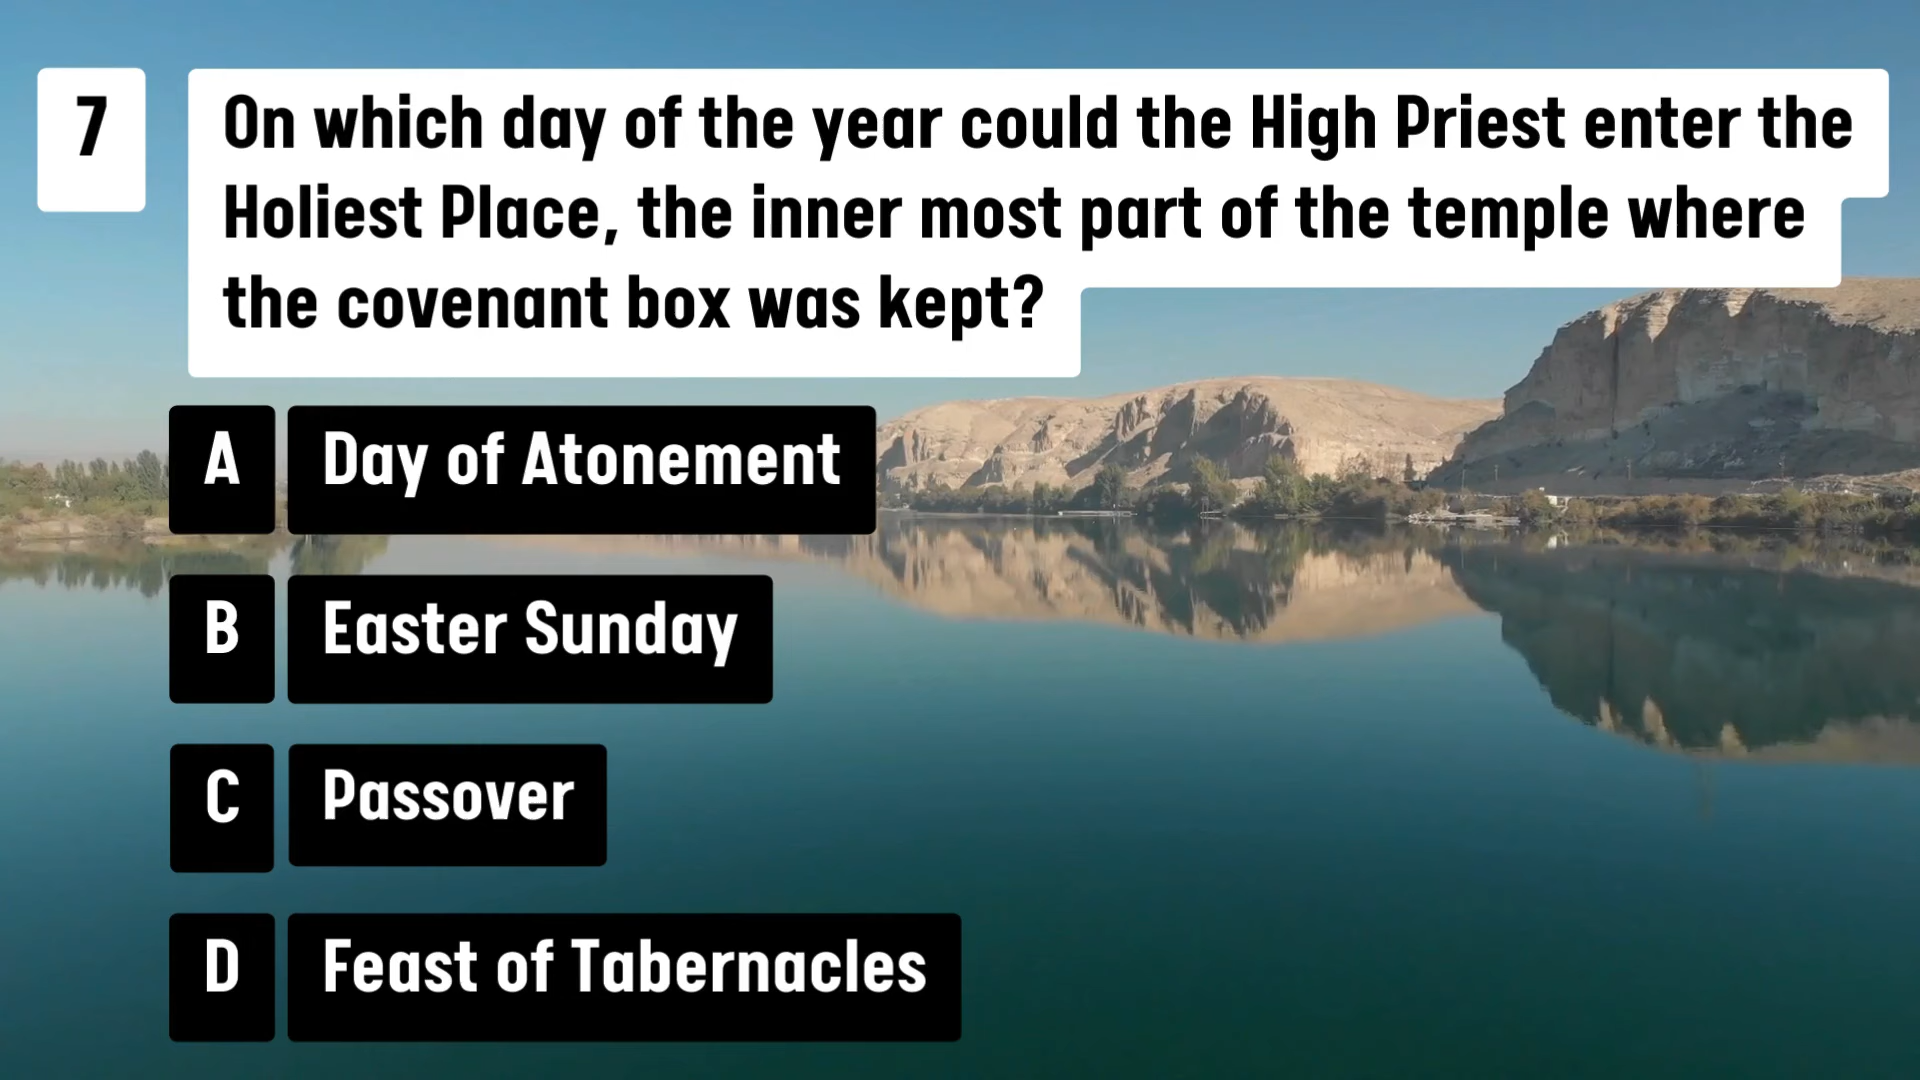 7
On which day of the year could the High Priest enter the
Holiest Place, the inner most part of the temple where
the covenant box was kept?
A Day of Atonement
B Easter Sunday
C Passover
D Feast of Tabernacles